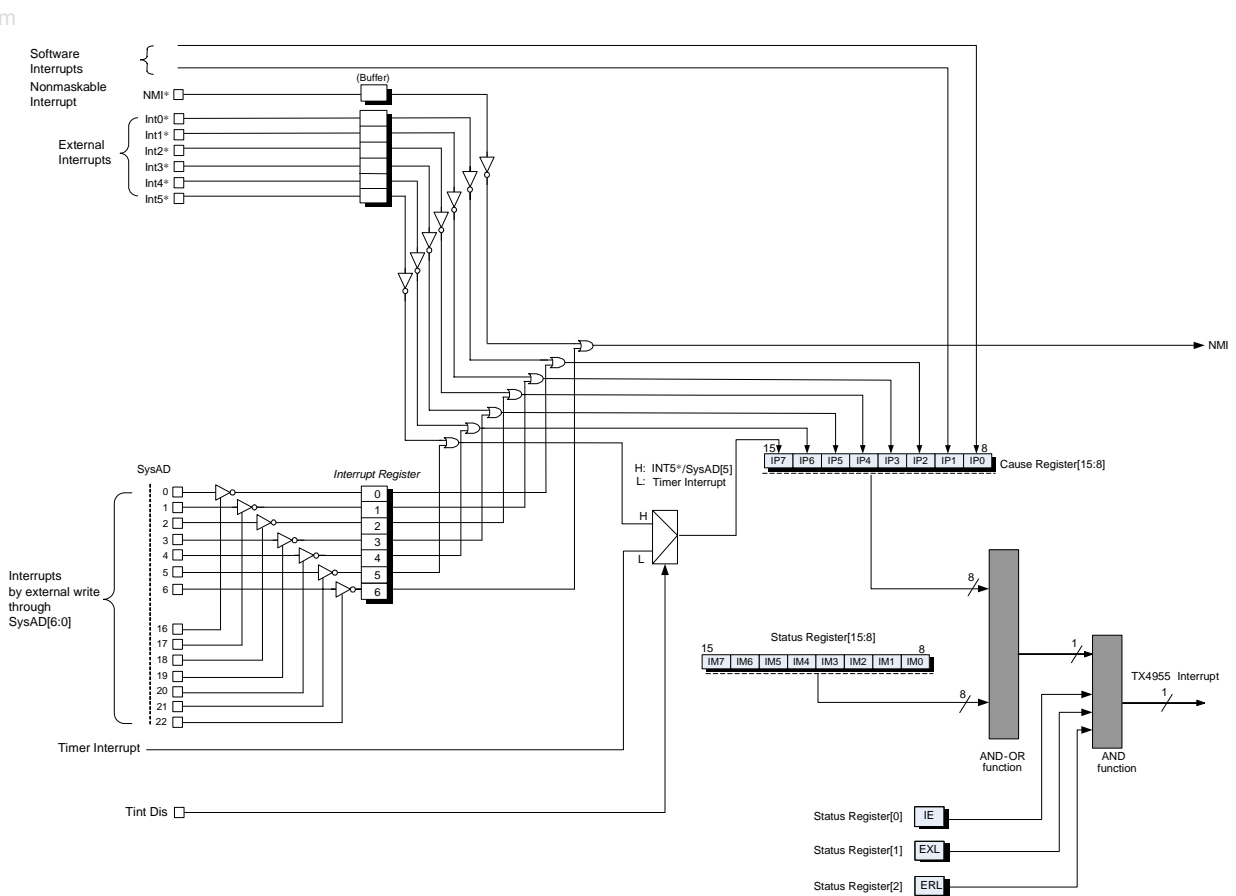 m
Software
Interrupts
Nonmaskable
Interrupt
(Buffer)
NMI*
External
Interrupts
Int0*
Int1*
Int2*
Int3*
Int4*
Int5*
NMI
15
8
IP7 IP6 IP5 IP4 IP3 IP2 IP1 IP0
Cause Register[15:8]
H: INT5*/SysAD[5]
L: Timer Interrupt
H
L
SysAD
Interrupt Register
0
1
2
3
4
5
6
0
1
2
3
4
5
6
Interrupts
by external write
through
SysAD[6:0]
16
17
18
19
20
21
22
Timer Interrupt
Tint Dis
8
Status Register[15:8]
15
8
IM7 IM6 IM5 IM4 IM3 IM2 IM1 IM0
8
1
TX4955 Interrupt
1
AND-OR
function
AND
function
Status Register[0] IE
Status Register[1] EXL
Status Register[2] ERL